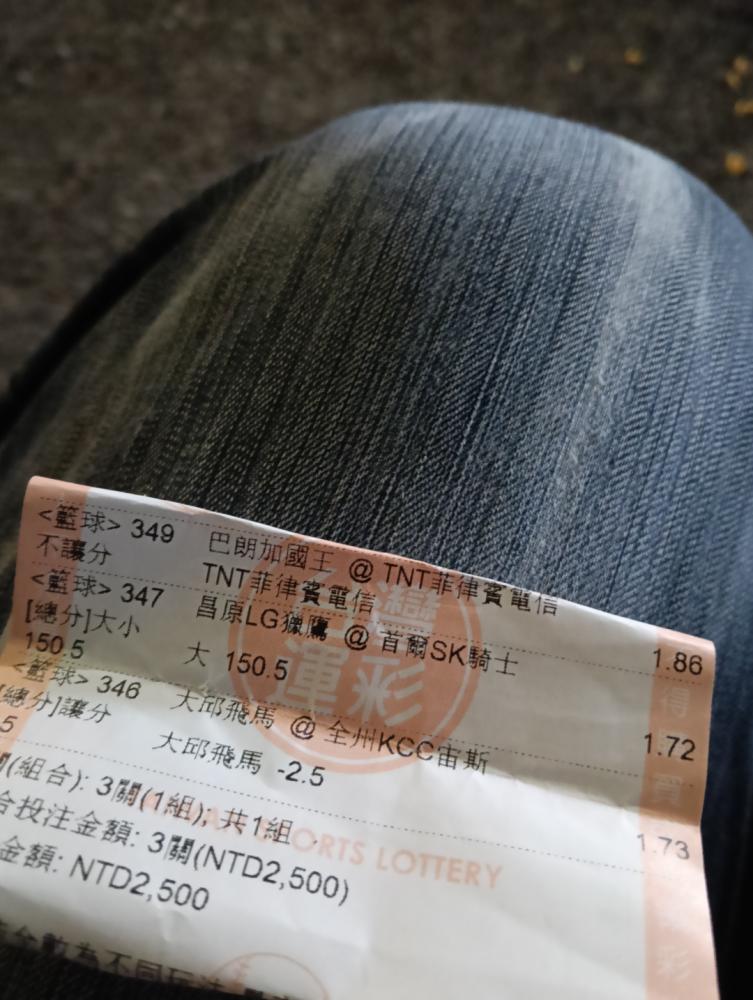 <籃球> 349 巴朗加國王 @ TNT菲律賓電信
不讓分 TNT菲律賓電信 1.86
<籃球> 347 昌原LG獵鷹 @ 首爾SK騎士
[總分]大小
150.5 大 150.5 1.72
<籃球> 346 大邱飛馬 @ 全州KCC宙斯
總分]讓分 大邱飛馬 -2.5 1.73
(組合): 3關(1組); 共1組
合投注金額: 3關(NTD2,500)
金額: NTD2,500
台灣
運彩
SPORTS LOTTERY